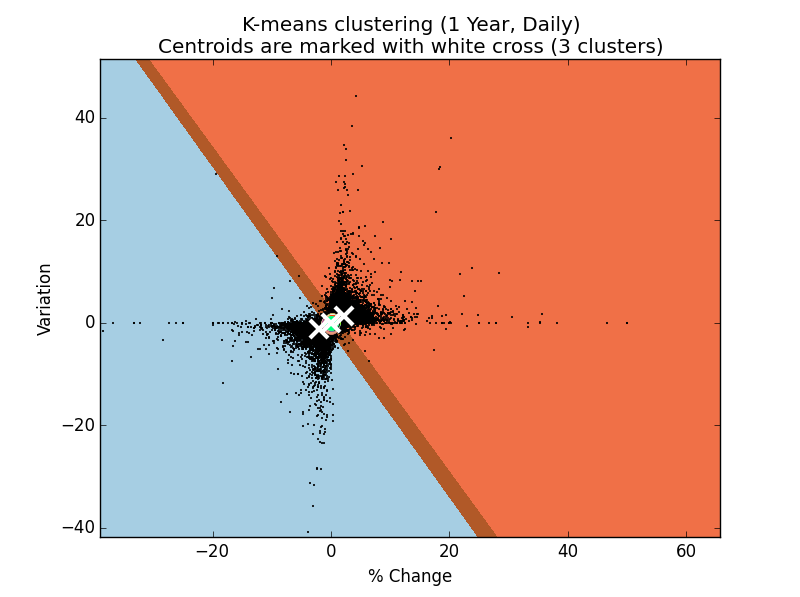 K-means clustering (1 Year, Daily)
Centroids are marked with white cross (3 clusters)
40
20
0
−20
−40
Variation
−20 0 20 40 60
% Change